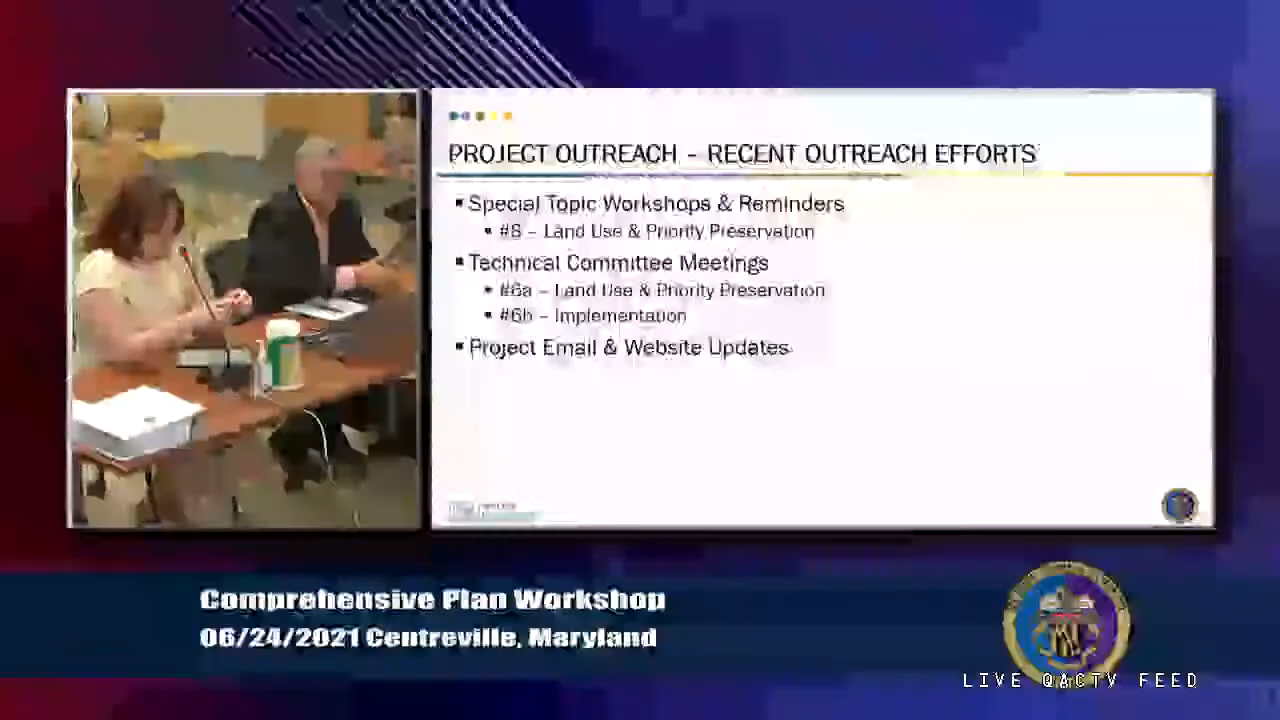 PROJECT OUTREACH – RECENT OUTREACH EFFORTS
▪ Special Topic Workshops & Reminders
▪ #8 – Land Use & Priority Preservation
▪ Technical Committee Meetings
▪ #6a – Land Use & Priority Preservation
▪ #6b – Implementation
▪ Project Email & Website Updates
Comprehensive Plan Workshop
06/24/2021 Centreville, Maryland
LIVE QACTV FEED